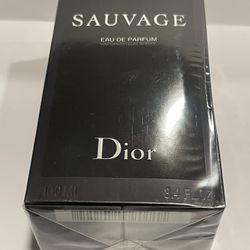 SAUVAGE
EAU DE PARFUM
VAPORISATEUR SPRAY
Dior
100 ML 3.4 FL.OZ